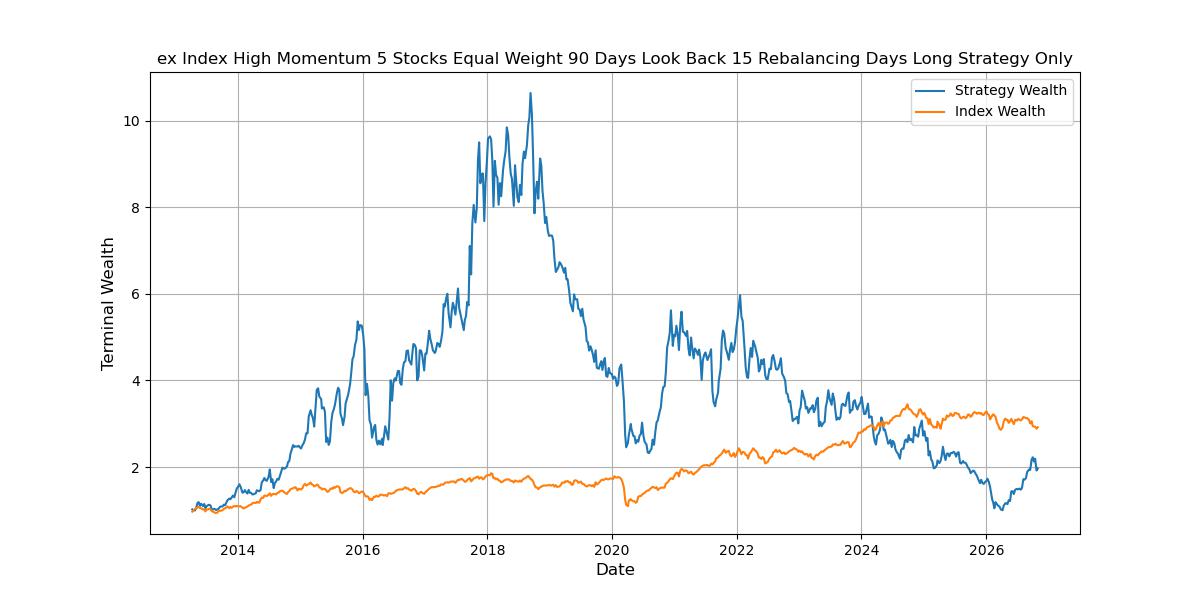 ex Index High Momentum 5 Stocks Equal Weight 90 Days Look Back 15 Rebalancing Days Long Strategy Only
Strategy Wealth
Index Wealth
Terminal Wealth
10
8
6
4
2
2014 2016 2018 2020 2022 2024 2026
Date